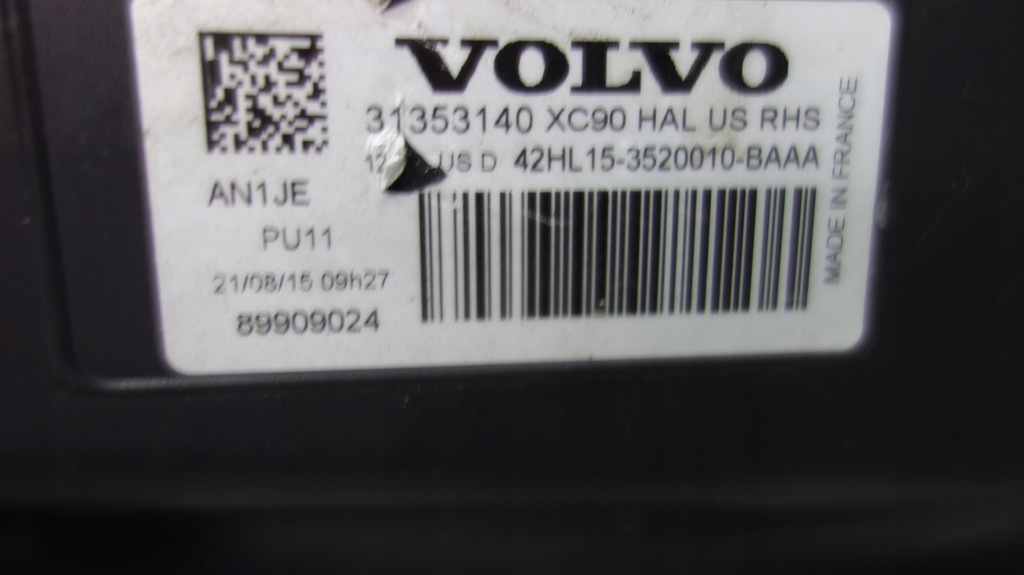 VOLVO
31353140 XC90 HAL US RHS
US D 42HL15-3520010-BAAA
AN1JE
PU11
21/08/15 09h27
89909024
MADE IN FRANCE